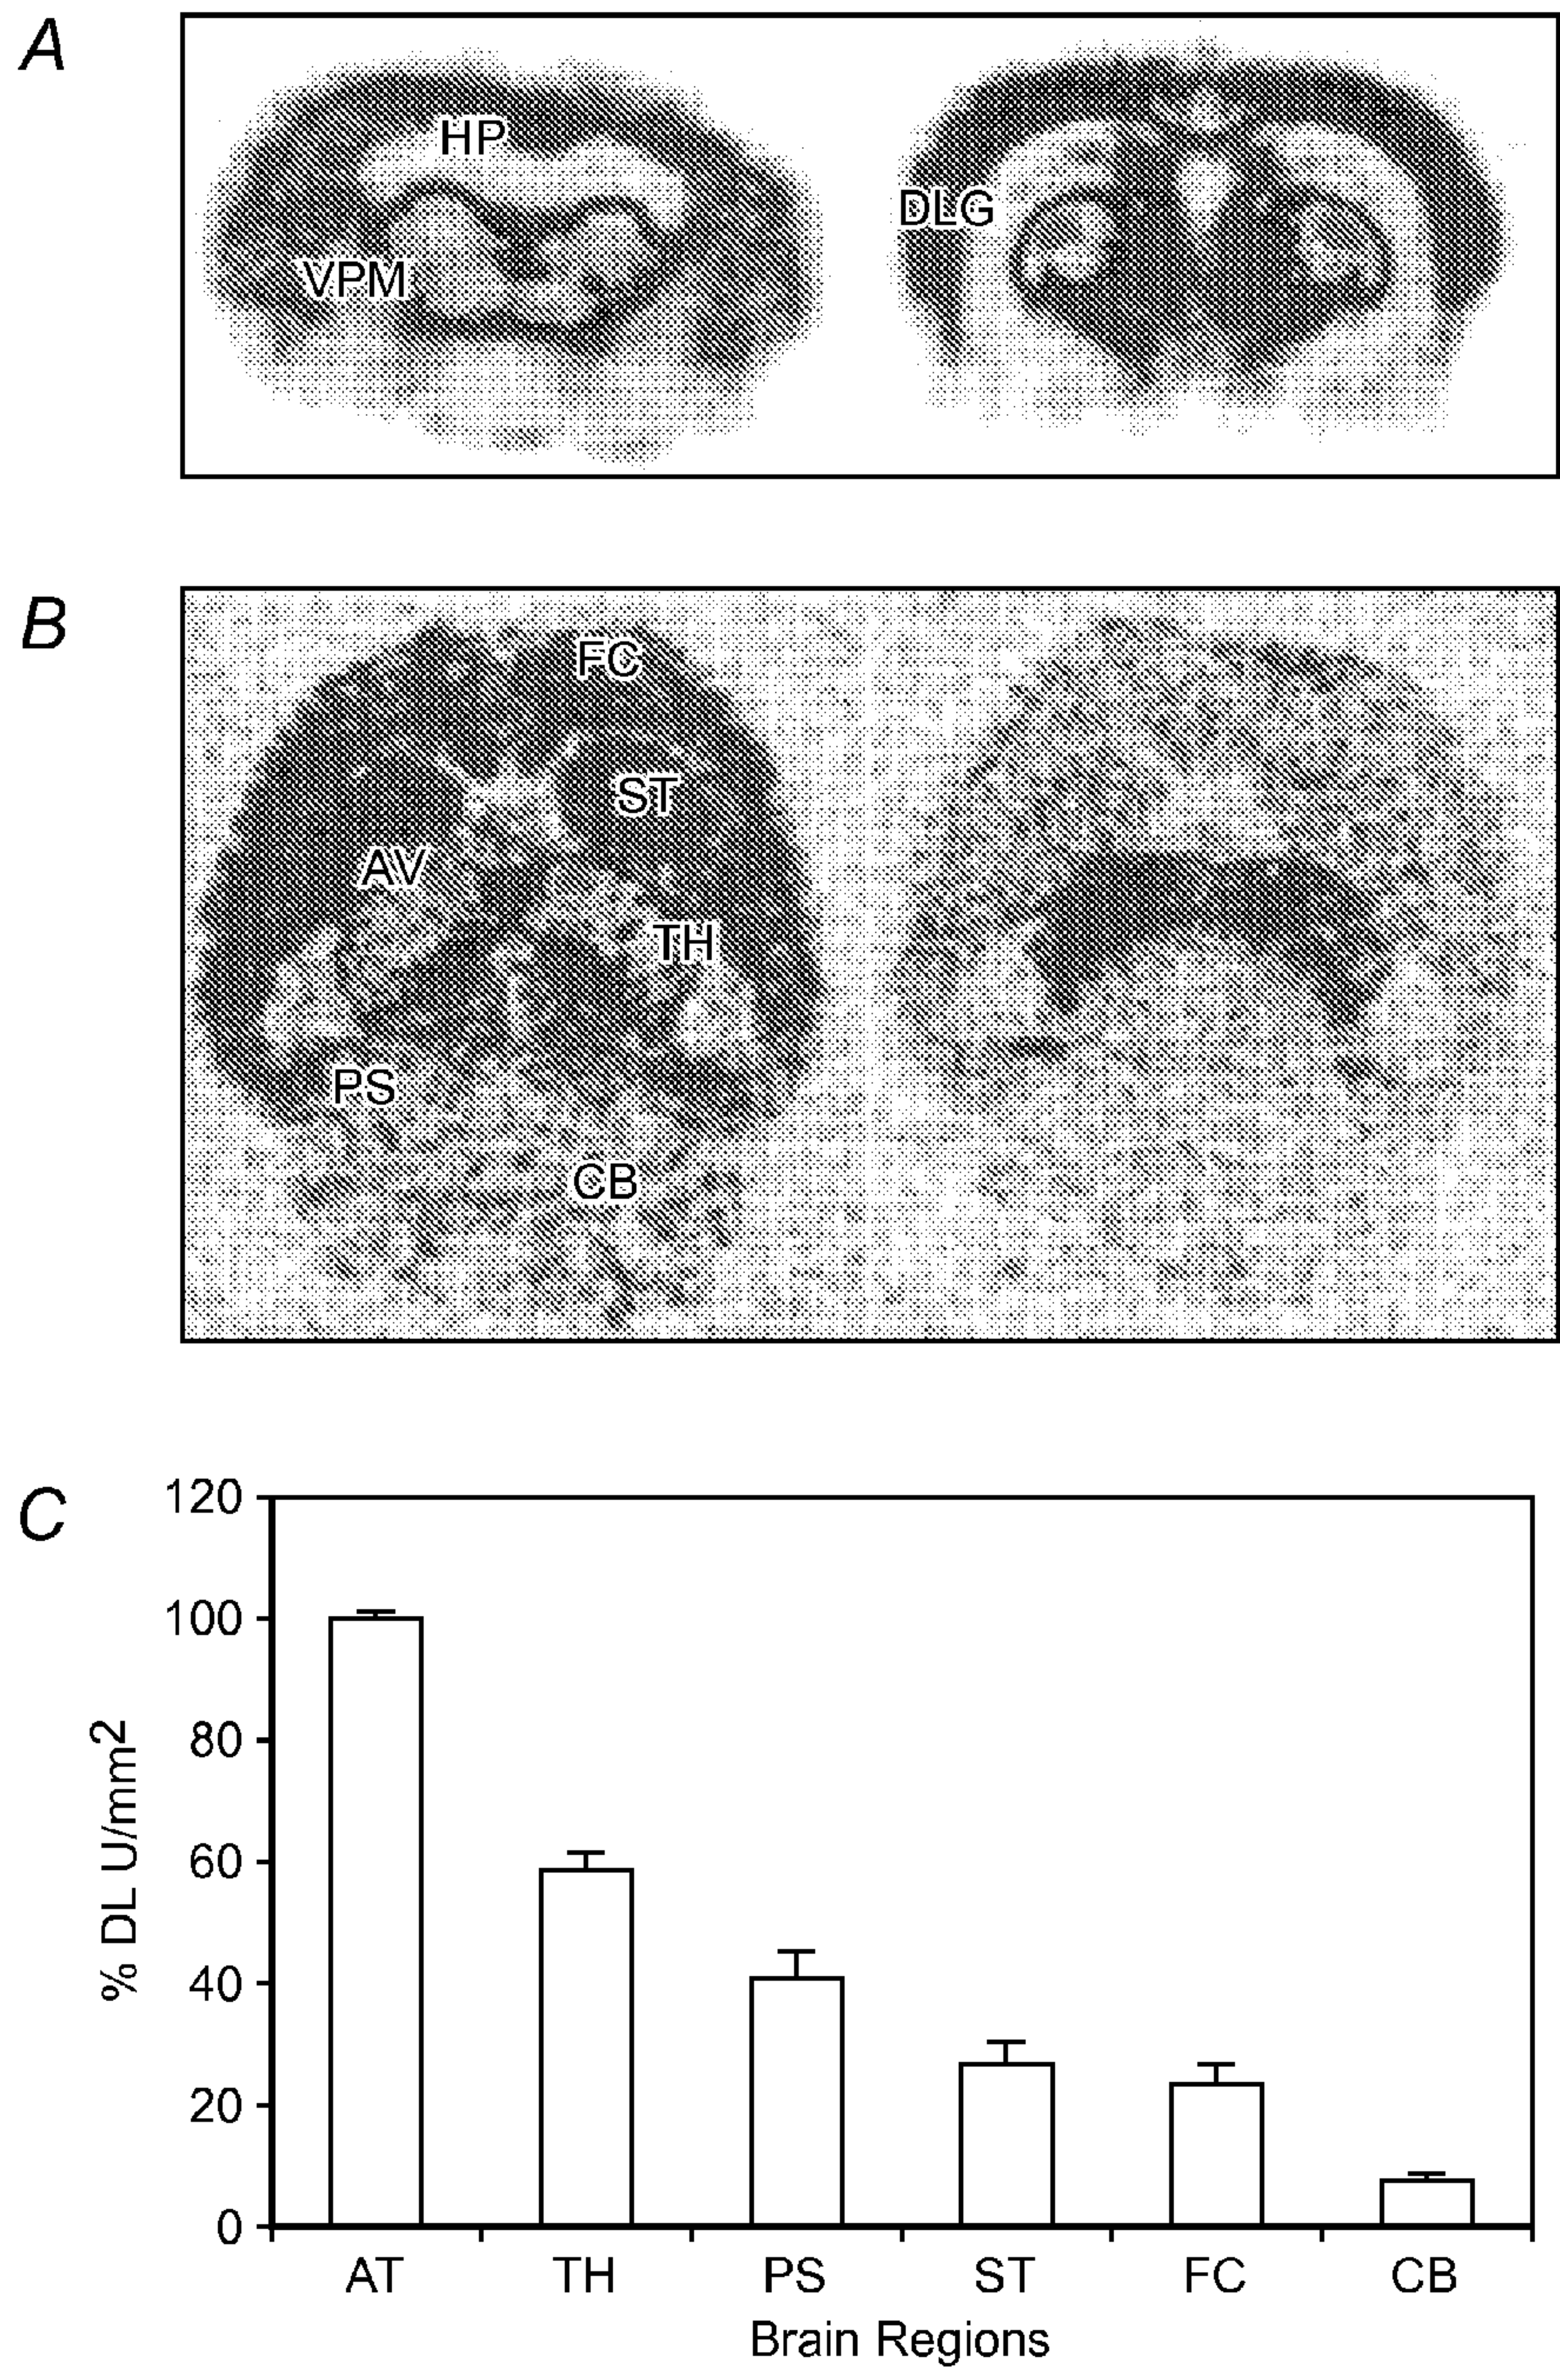 A
HP
DLG
VPM
B
FC
ST
AV
TH
PS
CB
C
120
100
80
60
40
20
0
% DL U/mm2
AT TH PS ST FC CB
Brain Regions